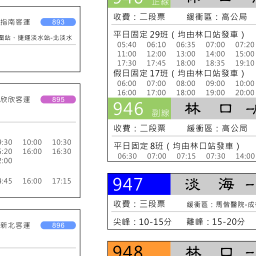 指南客運 893
捷運淡水站-北淡水
欣欣客運 895
10:00 10:30
16:00 16:30
16:00 17:15
新北客運 896
收費：二段票 緩衝區：高公局
平日固定29班（均由林口站發車）
05:40 06:10 06:35 07:00 07:20
11:00 12:00 13:00 14:00 15:00
17:30 17:45 18:00 18:35 19:10
假日固定17班（均由林口站發車）
06:00 07:00 08:00 09:00 10:00
16:00 17:00 18:00 19:00 20:00
946 副線 林口
收費：二段票 緩衝區：高公局
平日固定8班（均由林口站發車）
06:30 07:00 07:15 07:30 14:00
947 淡海
收費：三段票 緩衝區：馬偕醫院-成
尖峰：10-15分 離峰：15-20分
948 林口